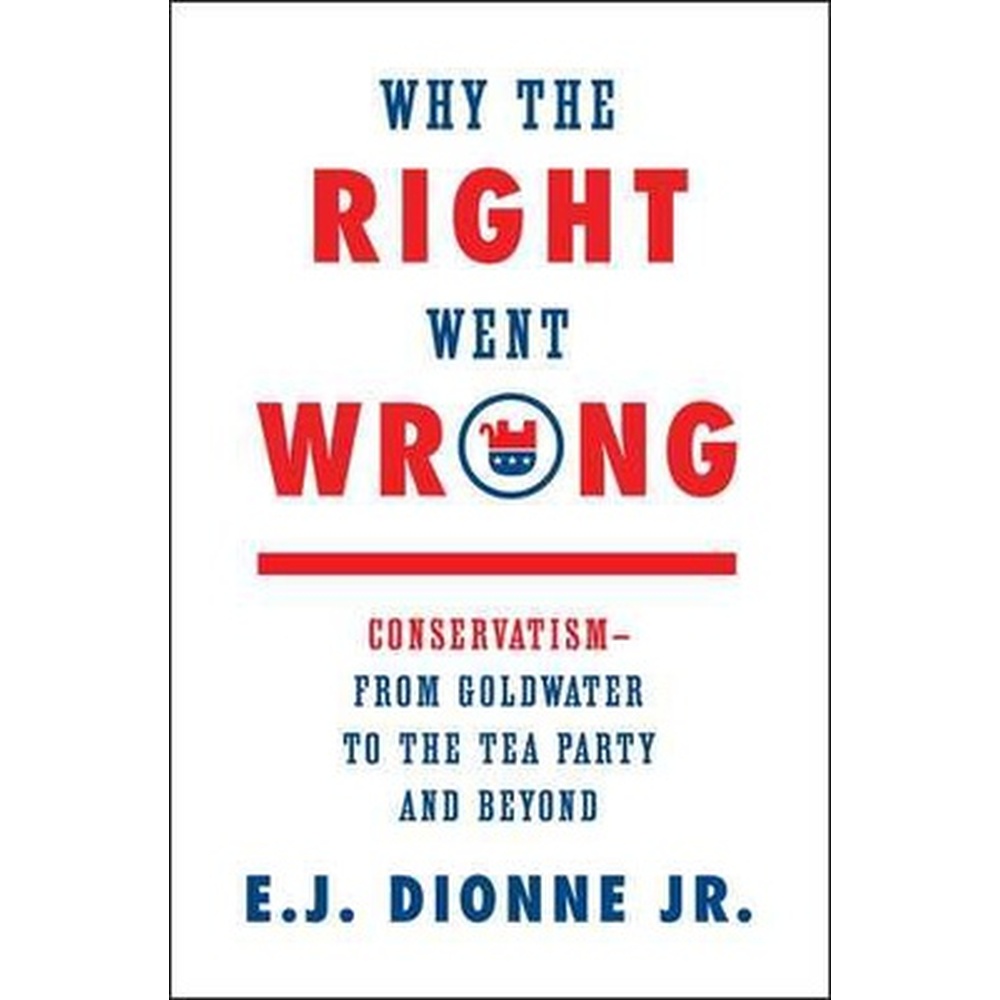 WHY THE
RIGHT
WENT
WRONG
CONSERVATISM–
FROM GOLDWATER
TO THE TEA PARTY
AND BEYOND
E.J. DIONNE JR.